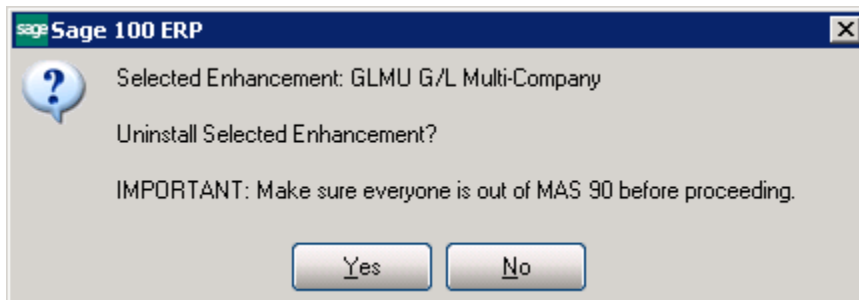 sage Sage 100 ERP
Selected Enhancement: GLMU G/L Multi-Company
Uninstall Selected Enhancement?
IMPORTANT: Make sure everyone is out of MAS 90 before proceeding.
Yes No